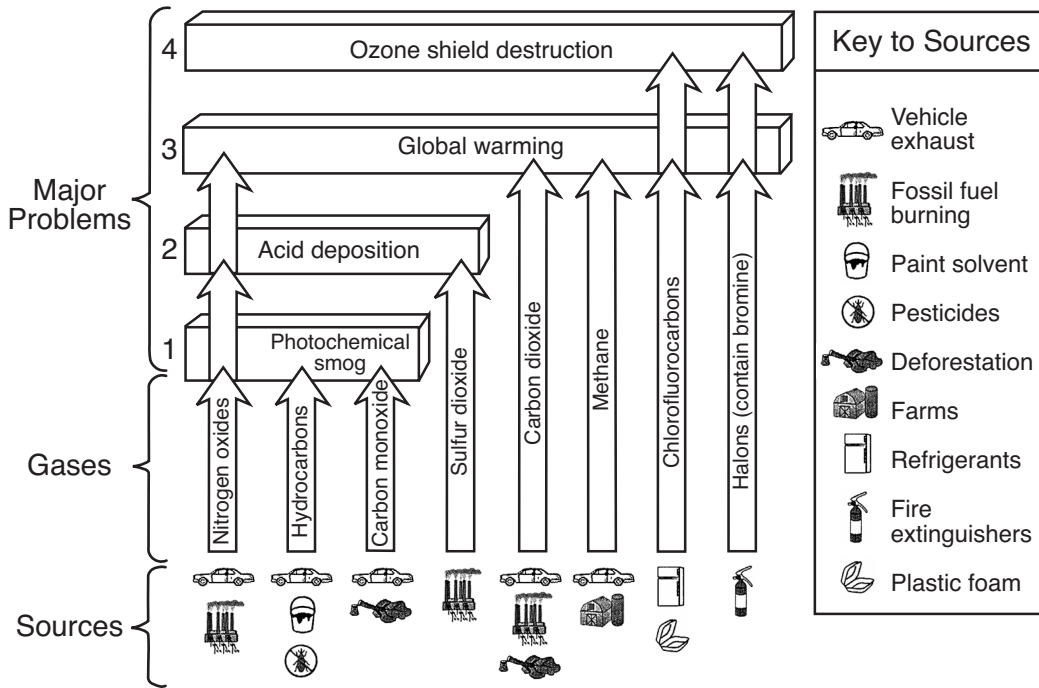 4
Ozone shield destruction
3
Global warming
Major
Problems
2
Acid deposition
1
Photochemical
smog
Gases
Nitrogen oxides
Hydrocarbons
Carbon monoxide
Sulfur dioxide
Carbon dioxide
Methane
Chlorofluorocarbons
Halons (contain bromine)
Sources
Key to Sources
Vehicle
exhaust
Fossil fuel
burning
Paint solvent
Pesticides
Deforestation
Farms
Refrigerants
Fire
extinguishers
Plastic foam